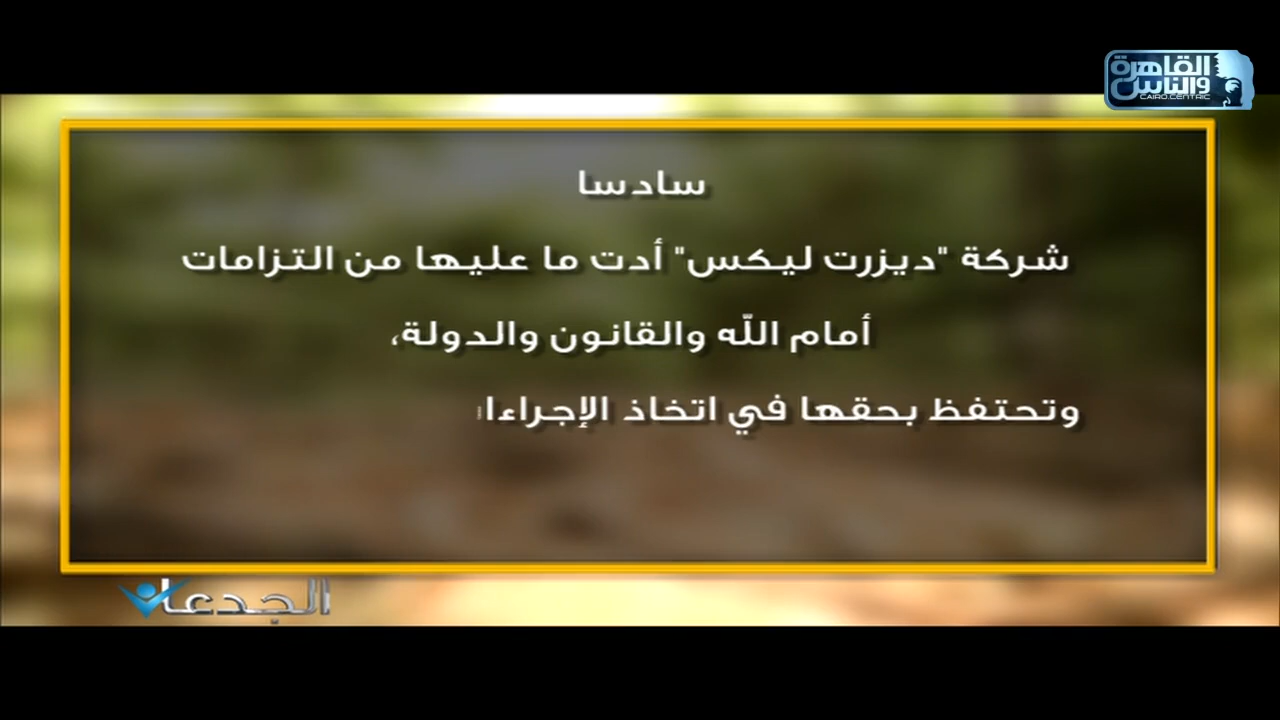 القاهرة
والناس
CAIRO.CENTRIC
سادسا
شركة "ديزرت ليكس" أدت ما عليها من التزامات
أمام الله والقانون والدولة،
وتحتفظ بحقها في اتخاذ
الجدعان